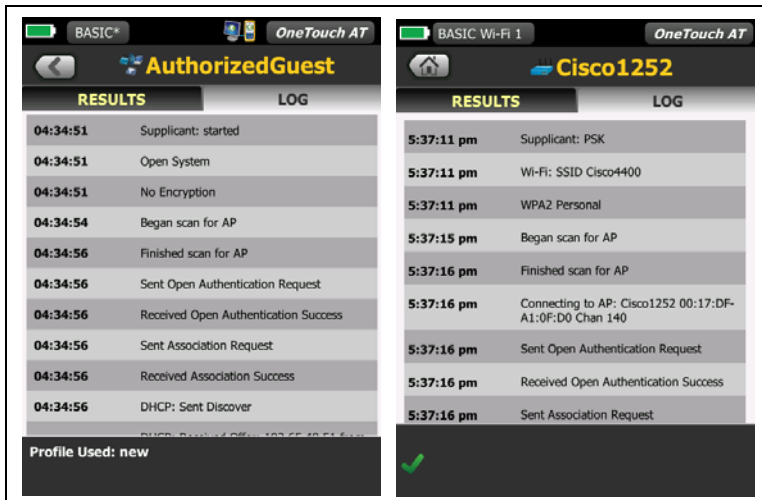 BASIC*
OneTouch AT
AuthorizedGuest
RESULTS LOG
04:34:51 Supplicant: started
04:34:51 Open System
04:34:51 No Encryption
04:34:54 Began scan for AP
04:34:56 Finished scan for AP
04:34:56 Sent Open Authentication Request
04:34:56 Received Open Authentication Success
04:34:56 Sent Association Request
04:34:56 Received Association Success
04:34:56 DHCP: Sent Discover
Profile Used: new
BASIC Wi-Fi 1
OneTouch AT
Cisco1252
RESULTS LOG
5:37:11 pm Supplicant: PSK
5:37:11 pm Wi-Fi: SSID Cisco4400
5:37:11 pm WPA2 Personal
5:37:15 pm Began scan for AP
5:37:16 pm Finished scan for AP
5:37:16 pm Connecting to AP: Cisco1252 00:17:DF-
A1:0F:D0 Chan 140
5:37:16 pm Sent Open Authentication Request
5:37:16 pm Received Open Authentication Success
5:37:16 pm Sent Association Request